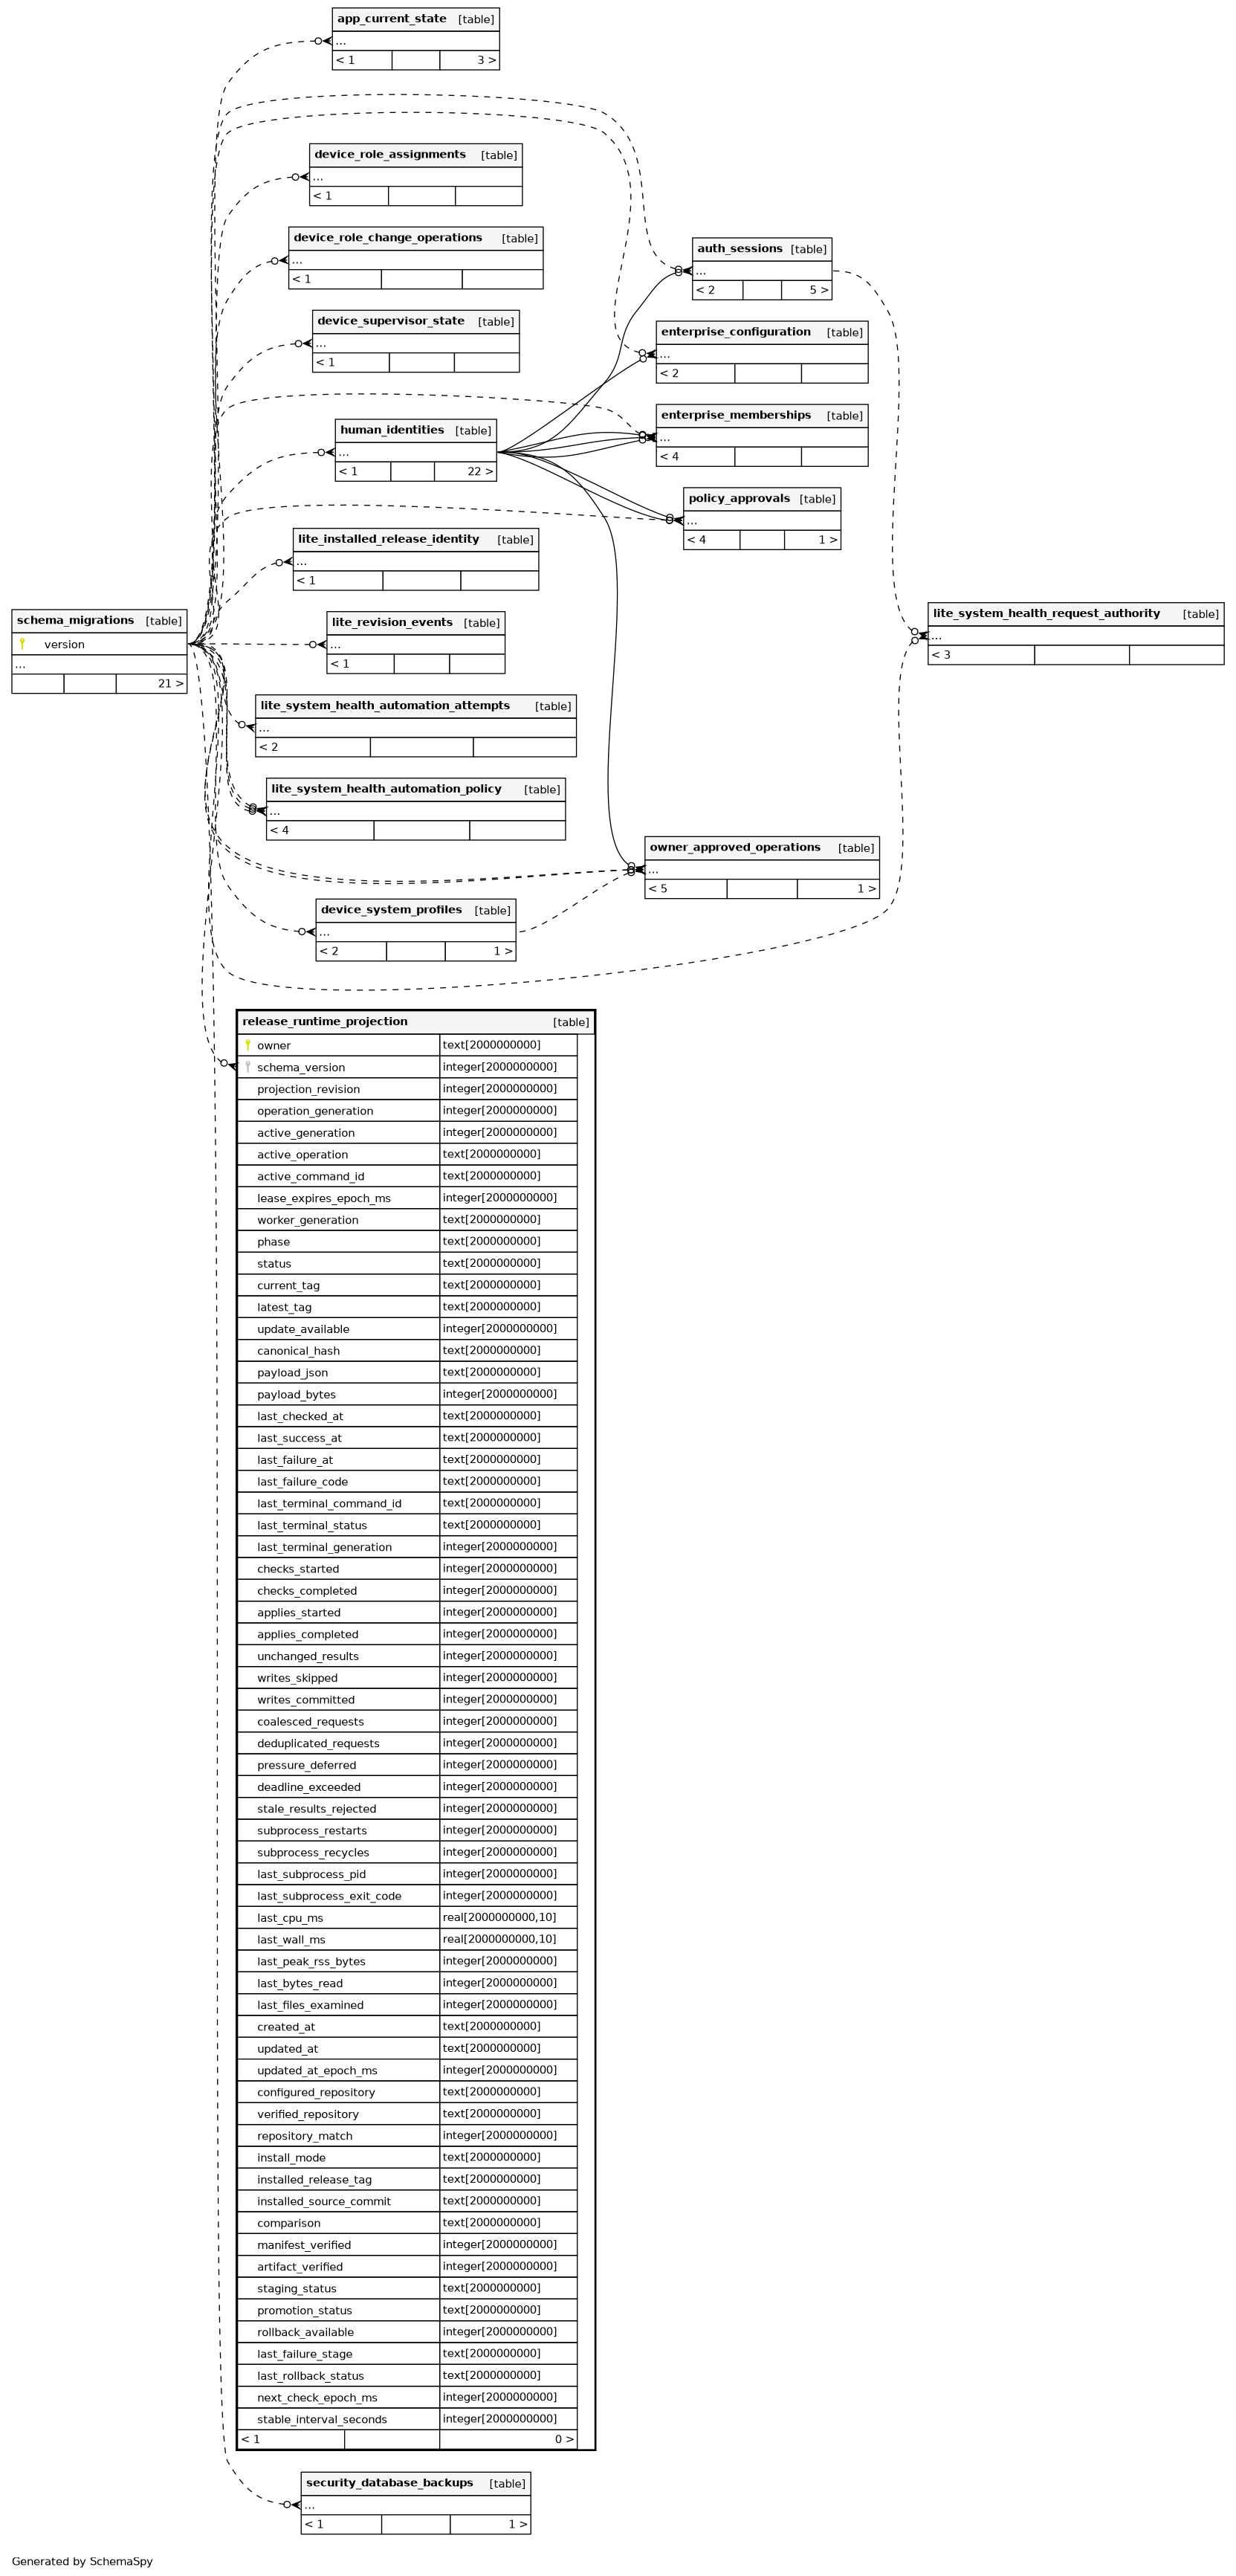 app_current_state [table]
...
< 1 3 >
device_role_assignments [table]
...
< 1
device_role_change_operations [table]
...
< 1
auth_sessions [table]
...
< 2 5 >
device_supervisor_state [table]
...
< 1
enterprise_configuration [table]
...
< 2
enterprise_memberships [table]
...
< 4
human_identities [table]
...
< 1 22 >
policy_approvals [table]
...
< 4 1 >
lite_installed_release_identity [table]
...
< 1
schema_migrations [table]
version
...
21 >
lite_revision_events [table]
...
< 1
lite_system_health_request_authority [table]
...
< 3
lite_system_health_automation_attempts [table]
...
< 2
lite_system_health_automation_policy [table]
...
< 4
owner_approved_operations [table]
...
< 5 1 >
device_system_profiles [table]
...
< 2 1 >
release_runtime_projection [table]
owner text[2000000000]
schema_version integer[2000000000]
projection_revision integer[2000000000]
operation_generation integer[2000000000]
active_generation integer[2000000000]
active_operation text[2000000000]
active_command_id text[2000000000]
lease_expires_epoch_ms integer[2000000000]
worker_generation text[2000000000]
phase text[2000000000]
status text[2000000000]
current_tag text[2000000000]
latest_tag text[2000000000]
update_available integer[2000000000]
canonical_hash text[2000000000]
payload_json text[2000000000]
payload_bytes integer[2000000000]
last_checked_at text[2000000000]
last_success_at text[2000000000]
last_failure_at text[2000000000]
last_failure_code text[2000000000]
last_terminal_command_id text[2000000000]
last_terminal_status text[2000000000]
last_terminal_generation integer[2000000000]
checks_started integer[2000000000]
checks_completed integer[2000000000]
applies_started integer[2000000000]
applies_completed integer[2000000000]
unchanged_results integer[2000000000]
writes_skipped integer[2000000000]
writes_committed integer[2000000000]
coalesced_requests integer[2000000000]
deduplicated_requests integer[2000000000]
pressure_deferred integer[2000000000]
deadline_exceeded integer[2000000000]
stale_results_rejected integer[2000000000]
subprocess_restarts integer[2000000000]
subprocess_recycles integer[2000000000]
last_subprocess_pid integer[2000000000]
last_subprocess_exit_code integer[2000000000]
last_cpu_ms real[2000000000,10]
last_wall_ms real[2000000000,10]
last_peak_rss_bytes integer[2000000000]
last_bytes_read integer[2000000000]
last_files_examined integer[2000000000]
created_at text[2000000000]
updated_at text[2000000000]
updated_at_epoch_ms integer[2000000000]
configured_repository text[2000000000]
verified_repository text[2000000000]
repository_match integer[2000000000]
install_mode text[2000000000]
installed_release_tag text[2000000000]
installed_source_commit text[2000000000]
comparison text[2000000000]
manifest_verified integer[2000000000]
artifact_verified integer[2000000000]
staging_status text[2000000000]
promotion_status text[2000000000]
rollback_available integer[2000000000]
last_failure_stage text[2000000000]
last_rollback_status text[2000000000]
next_check_epoch_ms integer[2000000000]
stable_interval_seconds integer[2000000000]
< 1 0 >
security_database_backups [table]
...
< 1 1 >
Generated by SchemaSpy